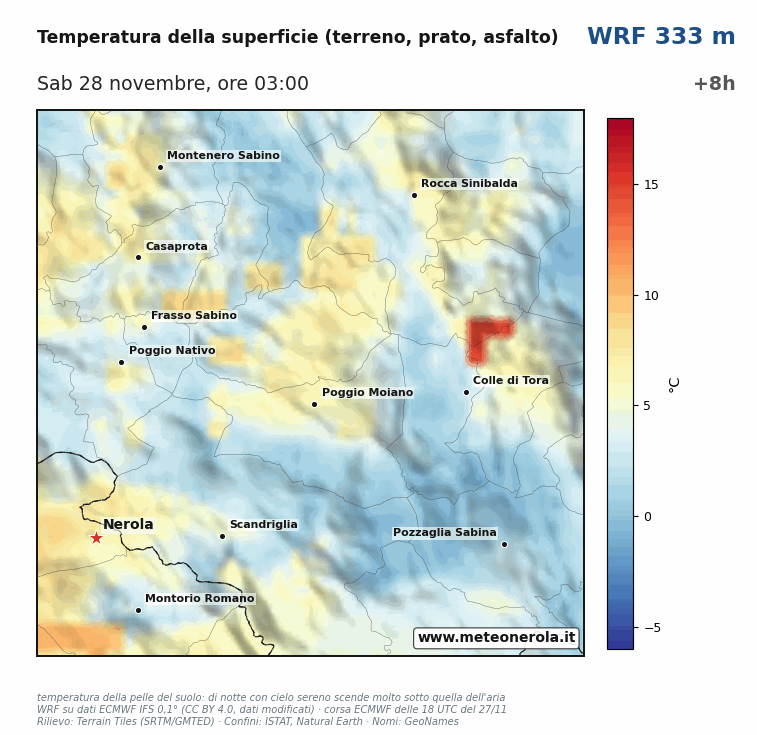 Temperatura della superficie (terreno, prato, asfalto)
WRF 333 m
Sab 28 novembre, ore 03:00
+8h
Montenero Sabino
Rocca Sinibalda
Casaprota
Frasso Sabino
Poggio Nativo
Colle di Tora
Poggio Moiano
Nerola
Scandriglia
Pozzaglia Sabina
Montorio Romano
www.meteonerola.it
15
10
5
0
−5
°C
temperatura della pelle del suolo: di notte con cielo sereno scende molto sotto quella dell'aria
WRF su dati ECMWF IFS 0,1° (CC BY 4.0, dati modificati) · corsa ECMWF delle 18 UTC del 27/11
Rilievo: Terrain Tiles (SRTM/GMTED) · Confini: ISTAT, Natural Earth · Nomi: GeoNames